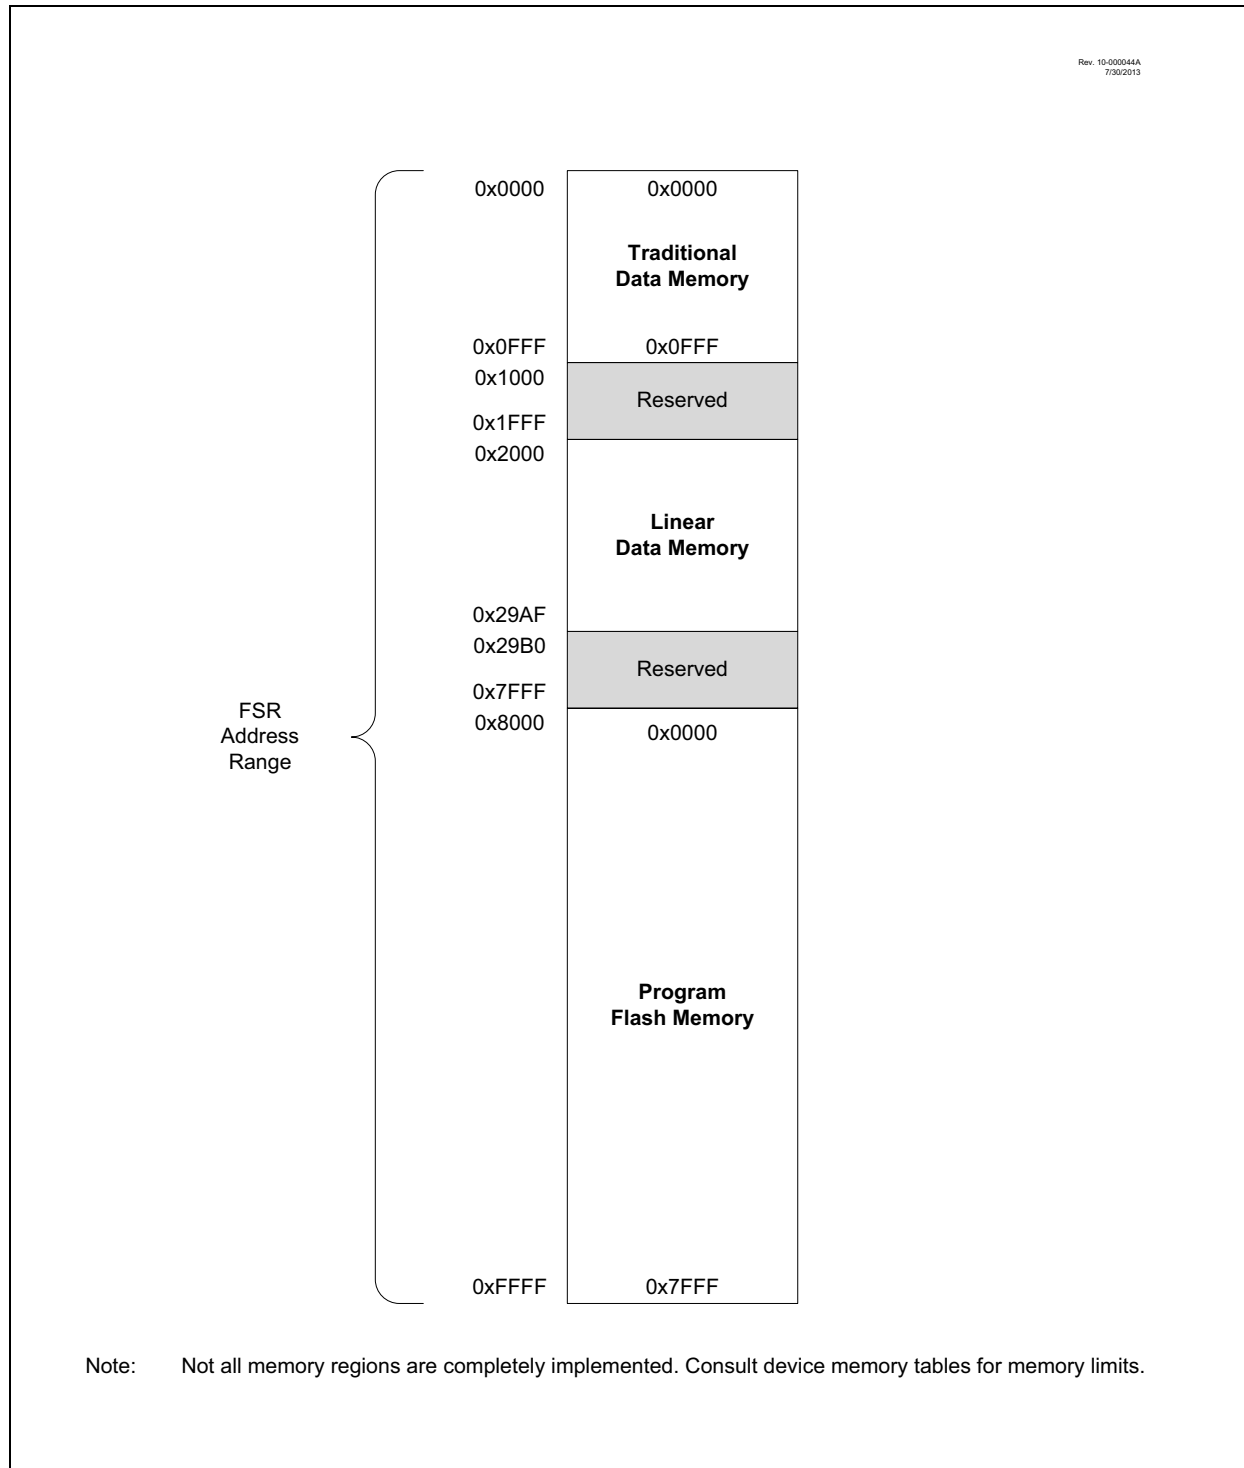 Rev. 10-000044A
7/30/2013
0x0000 0x0000
Traditional
Data Memory
0x0FFF 0x0FFF
0x1000
Reserved
0x1FFF
0x2000
Linear
Data Memory
0x29AF
0x29B0
Reserved
0x7FFF
FSR
Address
Range
0x8000 0x0000
Program
Flash Memory
0xFFFF 0x7FFF
Note: Not all memory regions are completely implemented. Consult device memory tables for memory limits.